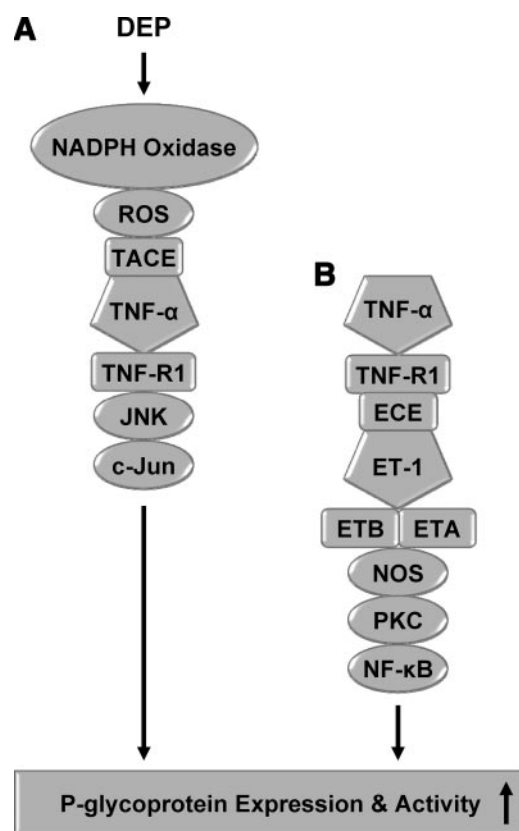 A
DEP
NADPH Oxidase
ROS
TACE
TNF-α
TNF-R1
JNK
c-Jun
B
TNF-α
TNF-R1
ECE
ET-1
ETB ETA
NOS
PKC
NF-κB
P-glycoprotein Expression & Activity